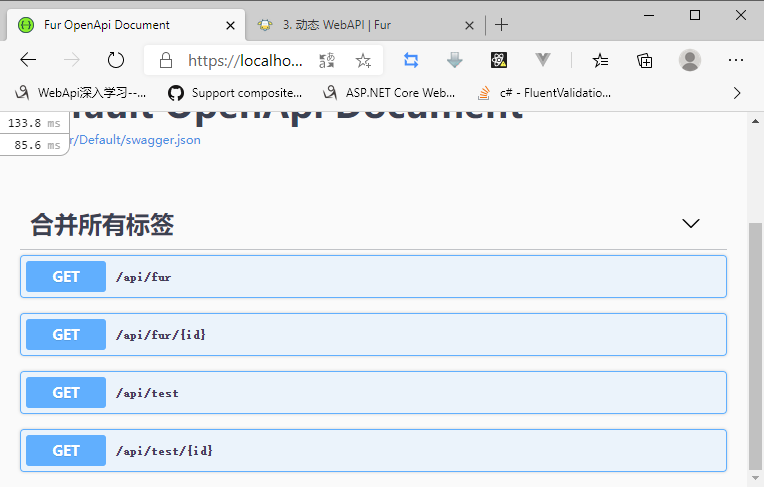 Fur OpenApi Document
3. 动态 WebAPI | Fur
https://localho...
WebApi深入学习--...
Support composite...
ASP.NET Core Web...
c# - FluentValidatio...
133.8 ms
85.6 ms
fault OpenApi Document
r/Default/swagger.json
合并所有标签
GET /api/fur
GET /api/fur/{id}
GET /api/test
GET /api/test/{id}